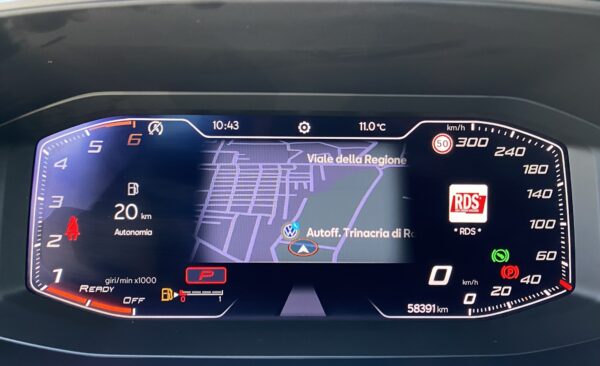 10:43
11.0°C
km/h
50
300
240
180
140
100
60
40
20
0
6
5
4
3
2
1
READY
OFF
giri/min x1000
20 km
Autonomia
Viale della Regione
Autoff. Trinacria di
RDS
* RDS *
P
0 1
0
km/h
58391 km
(P)